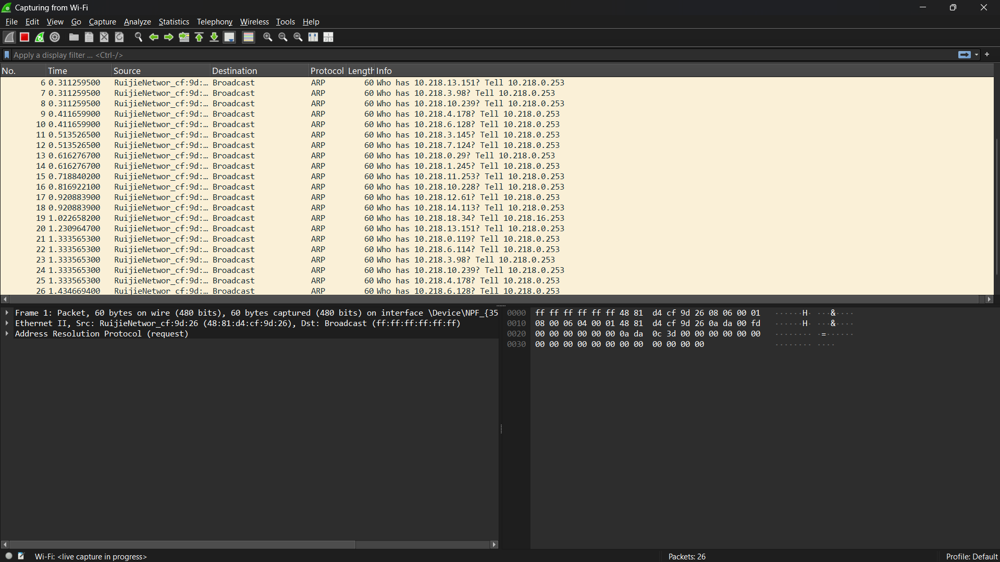 Capturing from Wi-Fi
File Edit View Go Capture Analyze Statistics Telephony Wireless Tools Help
Apply a display filter ... <Ctrl-/>
No. Time Source Destination Protocol Length Info
6 0.311259500 RuijieNetwor_cf:9d:… Broadcast ARP 60 Who has 10.218.13.151? Tell 10.218.0.253
7 0.311259500 RuijieNetwor_cf:9d:… Broadcast ARP 60 Who has 10.218.3.98? Tell 10.218.0.253
8 0.311259500 RuijieNetwor_cf:9d:… Broadcast ARP 60 Who has 10.218.10.239? Tell 10.218.0.253
9 0.411659900 RuijieNetwor_cf:9d:… Broadcast ARP 60 Who has 10.218.4.178? Tell 10.218.0.253
10 0.411659900 RuijieNetwor_cf:9d:… Broadcast ARP 60 Who has 10.218.6.128? Tell 10.218.0.253
11 0.513526500 RuijieNetwor_cf:9d:… Broadcast ARP 60 Who has 10.218.3.145? Tell 10.218.0.253
12 0.513526500 RuijieNetwor_cf:9d:… Broadcast ARP 60 Who has 10.218.7.124? Tell 10.218.0.253
13 0.616276700 RuijieNetwor_cf:9d:… Broadcast ARP 60 Who has 10.218.0.29? Tell 10.218.0.253
14 0.616276700 RuijieNetwor_cf:9d:… Broadcast ARP 60 Who has 10.218.1.245? Tell 10.218.0.253
15 0.718840200 RuijieNetwor_cf:9d:… Broadcast ARP 60 Who has 10.218.11.253? Tell 10.218.0.253
16 0.816922100 RuijieNetwor_cf:9d:… Broadcast ARP 60 Who has 10.218.10.228? Tell 10.218.0.253
17 0.920883900 RuijieNetwor_cf:9d:… Broadcast ARP 60 Who has 10.218.12.61? Tell 10.218.0.253
18 0.920883900 RuijieNetwor_cf:9d:… Broadcast ARP 60 Who has 10.218.14.113? Tell 10.218.0.253
19 1.022658200 RuijieNetwor_cf:9d:… Broadcast ARP 60 Who has 10.218.18.34? Tell 10.218.16.253
20 1.230964700 RuijieNetwor_cf:9d:… Broadcast ARP 60 Who has 10.218.13.151? Tell 10.218.0.253
21 1.333565300 RuijieNetwor_cf:9d:… Broadcast ARP 60 Who has 10.218.0.119? Tell 10.218.0.253
22 1.333565300 RuijieNetwor_cf:9d:… Broadcast ARP 60 Who has 10.218.6.114? Tell 10.218.0.253
23 1.333565300 RuijieNetwor_cf:9d:… Broadcast ARP 60 Who has 10.218.3.98? Tell 10.218.0.253
24 1.333565300 RuijieNetwor_cf:9d:… Broadcast ARP 60 Who has 10.218.10.239? Tell 10.218.0.253
25 1.333565300 RuijieNetwor_cf:9d:… Broadcast ARP 60 Who has 10.218.4.178? Tell 10.218.0.253
26 1.434669400 RuijieNetwor_cf:9d:… Broadcast ARP 60 Who has 10.218.6.128? Tell 10.218.0.253
Frame 1: Packet, 60 bytes on wire (480 bits), 60 bytes captured (480 bits) on interface \Device\NPF_{35
Ethernet II, Src: RuijieNetwor_cf:9d:26 (48:81:d4:cf:9d:26), Dst: Broadcast (ff:ff:ff:ff:ff:ff)
Address Resolution Protocol (request)
0000 ff ff ff ff ff ff 48 81 d4 cf 9d 26 08 06 00 01 ······H· ···&····
0010 08 00 06 04 00 01 48 81 d4 cf 9d 26 0a da 00 fd ······H· ···&····
0020 00 00 00 00 00 00 0a da 0c 3d 00 00 00 00 00 00 ········ ·=······
0030 00 00 00 00 00 00 00 00 00 00 00 00 ········ ····
Wi-Fi: <live capture in progress> Packets: 26 Profile: Default